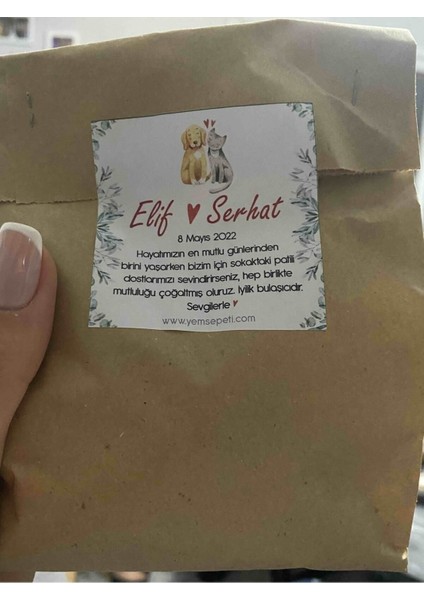 Elif ♥ Serhat
8 Mayıs 2022
Hayatımızın en mutlu günlerinden
birini yaşarken bizim için sokaktaki patili
dostlarımızı sevindirirseniz, hep birlikte
mutluluğu çoğaltmış oluruz. İyilik bulaşıcıdır.
Sevgilerle ♥
www.yemsepeti.com